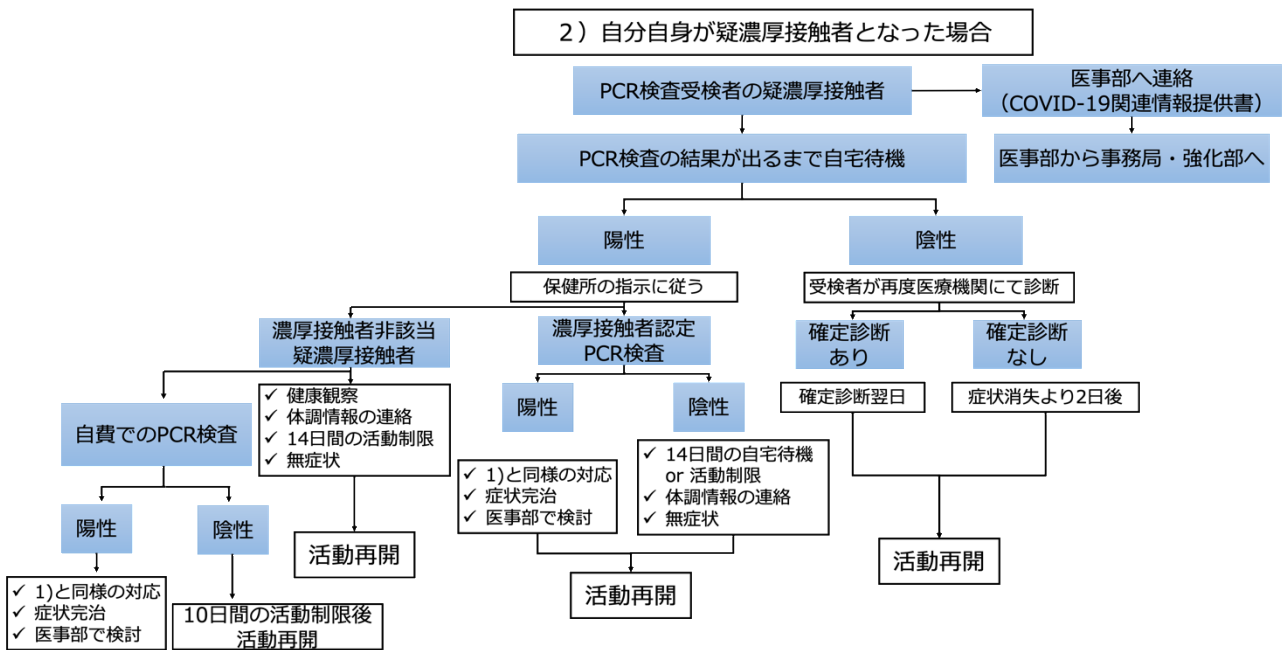 2）自分自身が疑濃厚接触者となった場合
PCR検査受検者の疑濃厚接触者
医事部へ連絡
（COVID-19関連情報提供書）
PCR検査の結果が出るまで自宅待機
医事部から事務局・強化部へ
陽性
陰性
保健所の指示に従う
受検者が再度医療機関にて診断
濃厚接触者非該当
疑濃厚接触者
濃厚接触者認定
PCR検査
確定診断
あり
確定診断
なし
✓ 健康観察
✓ 体調情報の連絡
✓ 14日間の活動制限
✓ 無症状
陽性
陰性
確定診断翌日
症状消失より2日後
自費でのPCR検査
✓ 1)と同様の対応
✓ 症状完治
✓ 医事部で検討
✓ 14日間の自宅待機
or 活動制限
✓ 体調情報の連絡
✓ 無症状
陽性
陰性
活動再開
活動再開
活動再開
✓ 1)と同様の対応
✓ 症状完治
✓ 医事部で検討
10日間の活動制限後
活動再開